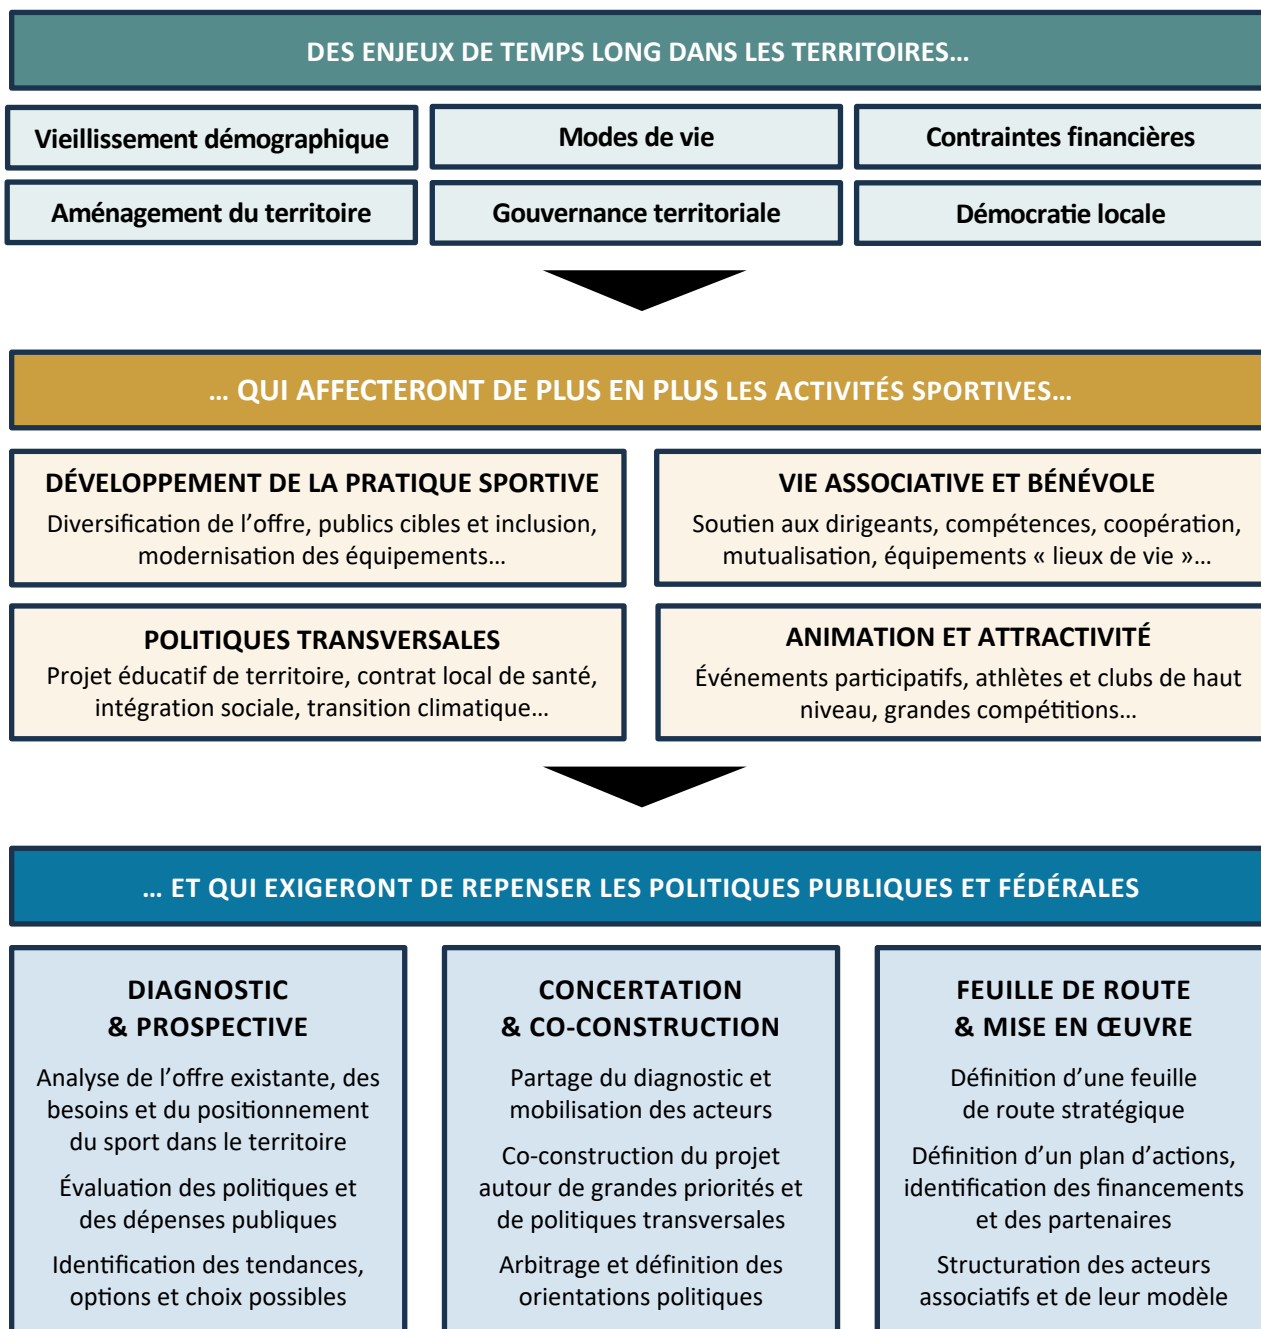 DES ENJEUX DE TEMPS LONG DANS LES TERRITOIRES…
Vieillissement démographique
Modes de vie
Contraintes financières
Aménagement du territoire
Gouvernance territoriale
Démocratie locale
… QUI AFFECTERONT DE PLUS EN PLUS LES ACTIVITÉS SPORTIVES…
DÉVELOPPEMENT DE LA PRATIQUE SPORTIVE
Diversification de l’offre, publics cibles et inclusion,
modernisation des équipements…
VIE ASSOCIATIVE ET BÉNÉVOLE
Soutien aux dirigeants, compétences, coopération,
mutualisation, équipements « lieux de vie »…
POLITIQUES TRANSVERSALES
Projet éducatif de territoire, contrat local de santé,
intégration sociale, transition climatique…
ANIMATION ET ATTRACTIVITÉ
Événements participatifs, athlètes et clubs de haut
niveau, grandes compétitions…
… ET QUI EXIGERONT DE REPENSER LES POLITIQUES PUBLIQUES ET FÉDÉRALES
DIAGNOSTIC
& PROSPECTIVE
Analyse de l’offre existante, des
besoins et du positionnement
du sport dans le territoire
Évaluation des politiques et
des dépenses publiques
Identification des tendances,
options et choix possibles
CONCERTATION
& CO-CONSTRUCTION
Partage du diagnostic et
mobilisation des acteurs
Co-construction du projet
autour de grandes priorités et
de politiques transversales
Arbitrage et définition des
orientations politiques
FEUILLE DE ROUTE
& MISE EN ŒUVRE
Définition d’une feuille
de route stratégique
Définition d’un plan d’actions,
identification des financements
et des partenaires
Structuration des acteurs
associatifs et de leur modèle